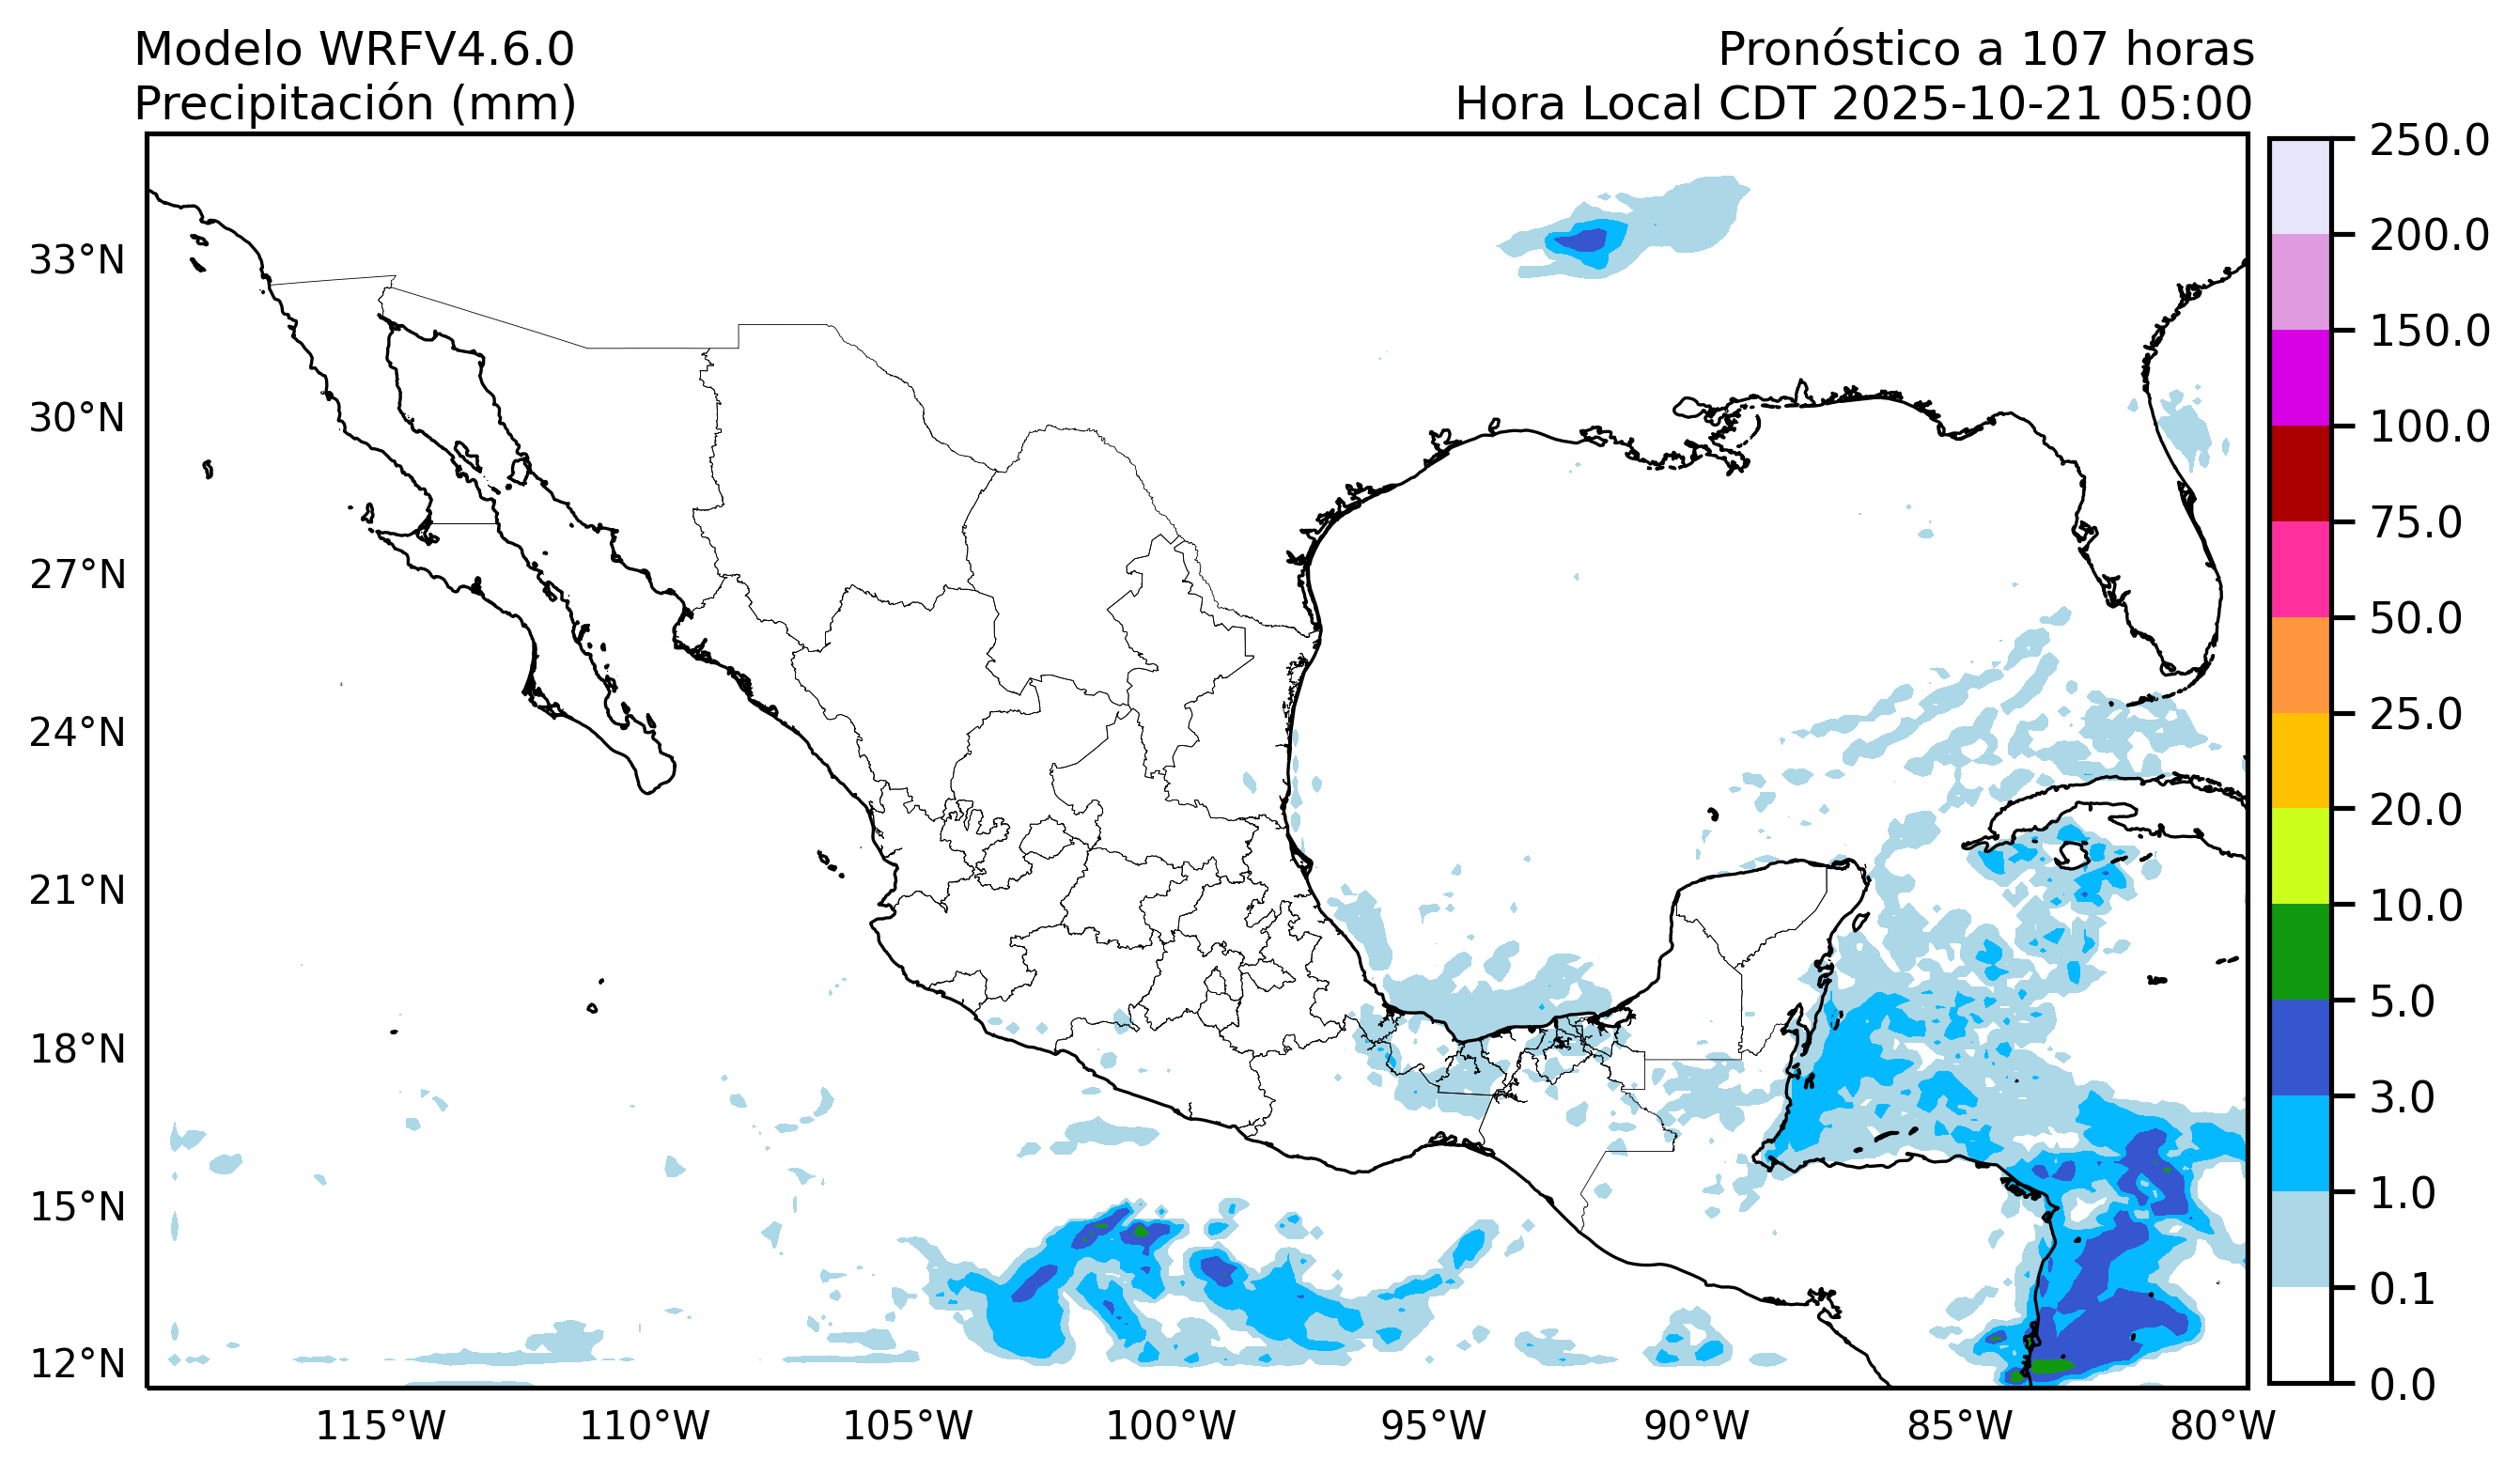 Modelo WRFV4.6.0
Precipitación (mm)
Pronóstico a 107 horas
Hora Local CDT 2025-10-21 05:00
33°N
30°N
27°N
24°N
21°N
18°N
15°N
12°N
115°W
110°W
105°W
100°W
95°W
90°W
85°W
80°W
250.0
200.0
150.0
100.0
75.0
50.0
25.0
20.0
10.0
5.0
3.0
1.0
0.1
0.0